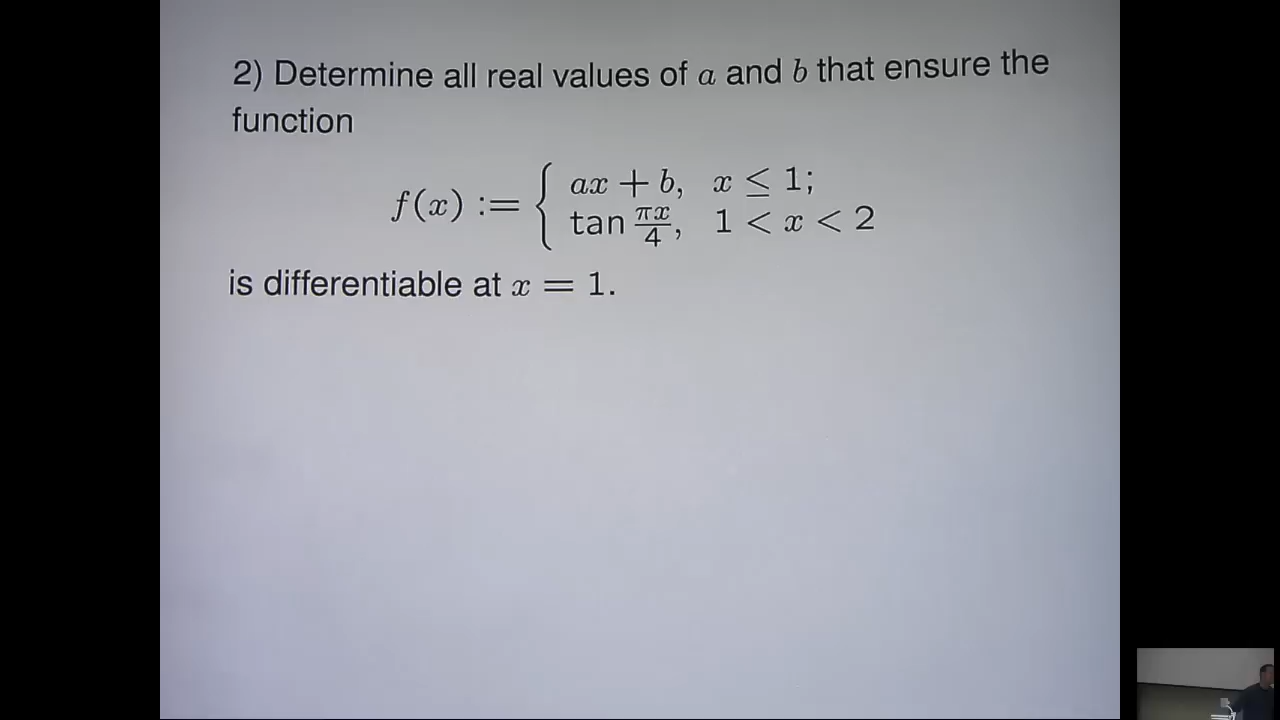 2) Determine all real values of a and b that ensure the
function
f(x) := { ax + b, x ≤ 1;
tan πx/4, 1 < x < 2
is differentiable at x = 1.